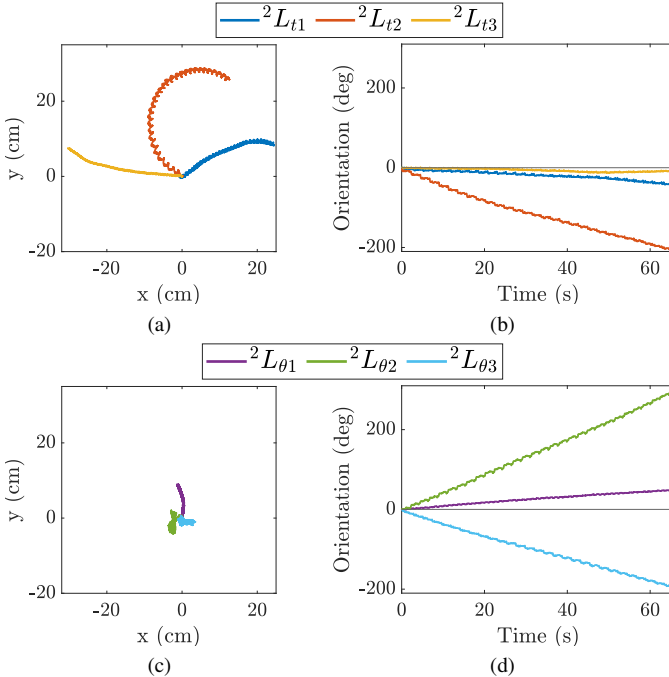 ²L_{t1} ²L_{t2} ²L_{t3}
20
0
-20
y (cm)
-20 0 20
x (cm)
(a)
200
0
-200
Orientation (deg)
0 20 40 60
Time (s)
(b)
²L_{θ1} ²L_{θ2} ²L_{θ3}
20
0
-20
y (cm)
-20 0 20
x (cm)
(c)
200
0
-200
Orientation (deg)
0 20 40 60
Time (s)
(d)